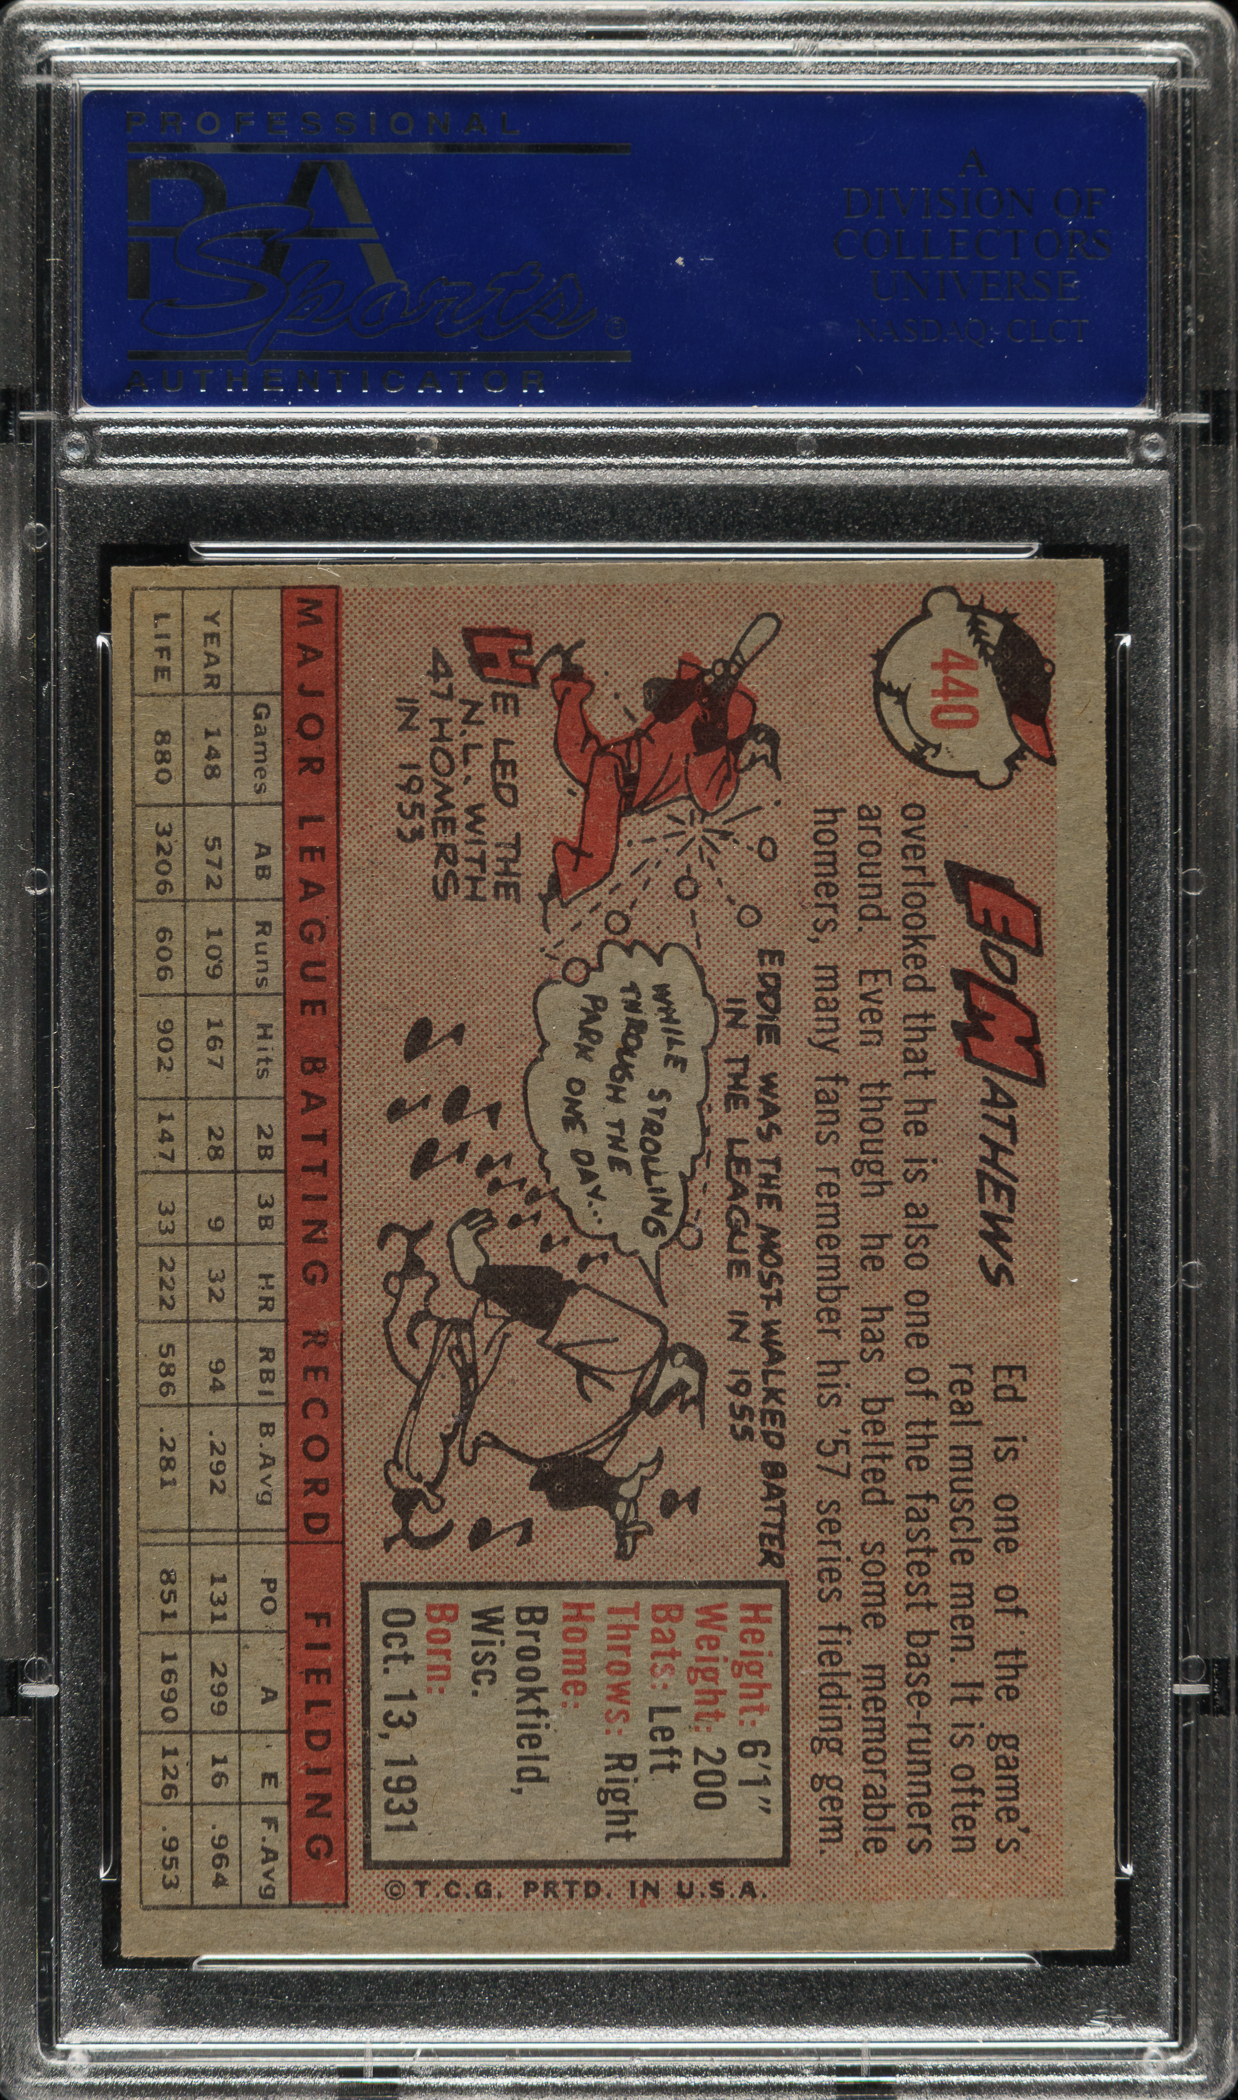 PROFESSIONAL
PSA
Sports®
AUTHENTICATOR
A
DIVISION OF
COLLECTORS
UNIVERSE
NASDAQ-CLCT
440
ED MATHEWS
Ed is one of the game's
real muscle men. It is often
overlooked that he is also one of the fastest base-runners
around. Even though he has belted some memorable
homers, many fans remember his '57 series fielding gem.
HE LED THE
N.L. WITH
47 HOMERS
IN 1953
EDDIE WAS THE MOST-WALKED BATTER
IN THE LEAGUE IN 1955
WHILE STROLLING
THROUGH THE
PARK ONE DAY...
Height: 6'1"
Weight: 200
Bats: Left
Throws: Right
Home:
Brookfield,
Wisc.
Born:
Oct. 13, 1931
©T.C.G. PRTD. IN U.S.A.
MAJOR LEAGUE BATTING RECORD FIELDING
Games AB Runs Hits 2B 3B HR RBI B.Avg PO A E F.Avg
YEAR 148 572 109 167 28 9 32 94 .292 131 299 16 .964
LIFE 880 3206 606 902 147 33 222 586 .281 851 1690 126 .953